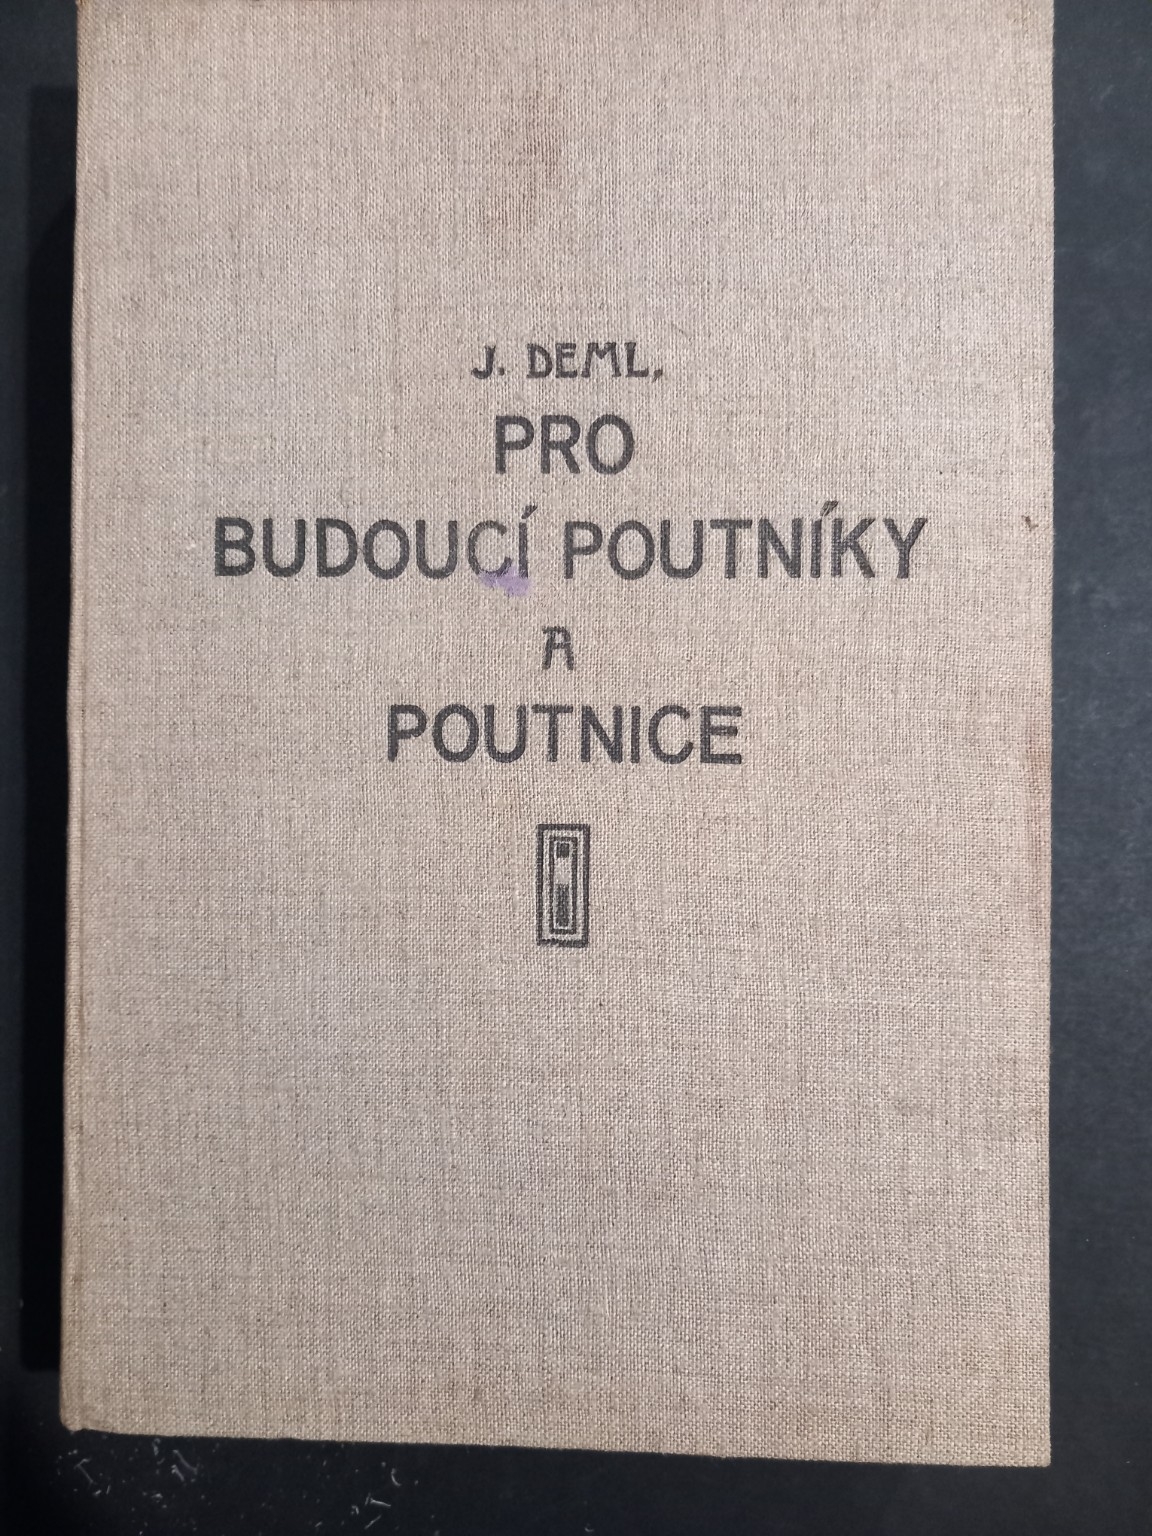 J. DEML,
PRO
BUDOUCÍ POUTNÍKY
A
POUTNICE